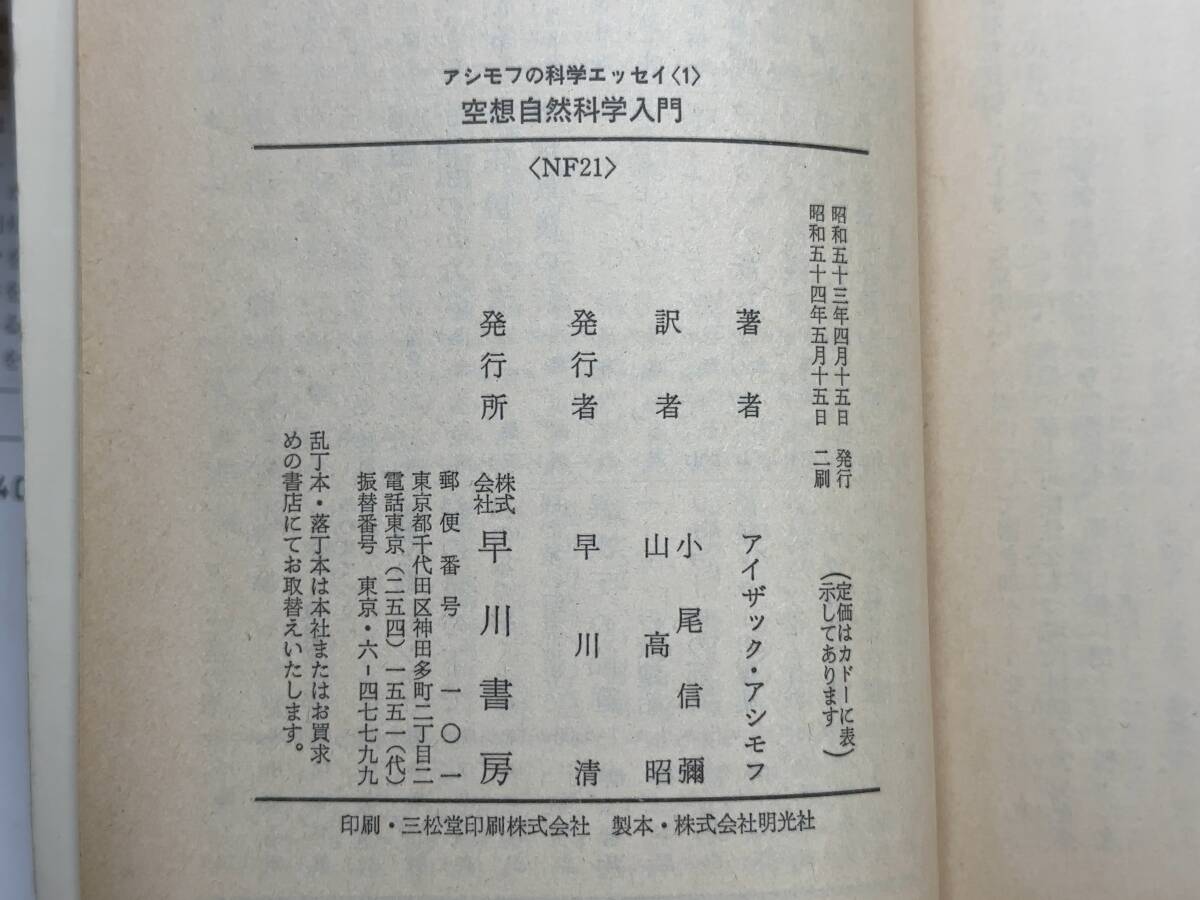 アシモフの科学エッセイ〈1〉
空想自然科学入門
〈NF21〉
昭和五十三年四月十五日 発行
昭和五十四年五月十五日 二刷
(定価はカドーに表
示してあります)
著者 アイザック・アシモフ
訳者 小尾信彌
山高昭
発行者 早川清
発行所 株式会社 早川書房
郵便番号 一〇一
東京都千代田区神田多町二丁目二
電話東京(二五四)一五五一(代)
振替番号 東京・六-四七七九九
乱丁本・落丁本は本社またはお買求
めの書店にてお取替えいたします。
印刷・三松堂印刷株式会社 製本・株式会社明光社